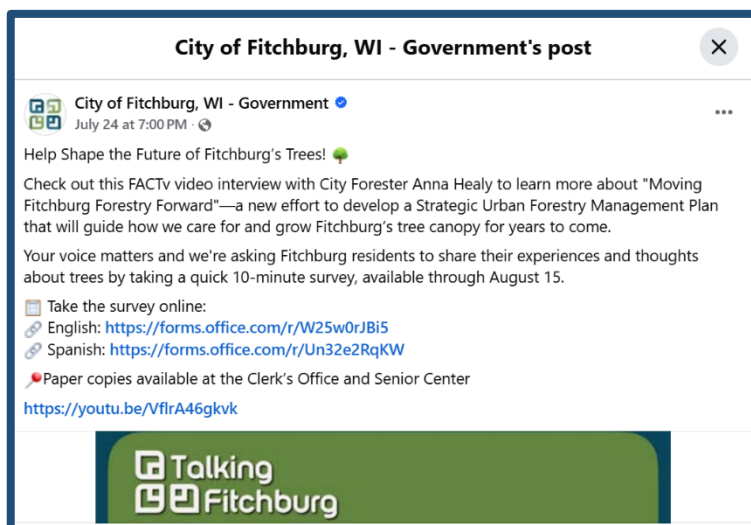 City of Fitchburg, WI - Government's post
City of Fitchburg, WI - Government
July 24 at 7:00 PM ·
Help Shape the Future of Fitchburg's Trees!
Check out this FACTv video interview with City Forester Anna Healy to learn more about "Moving
Fitchburg Forestry Forward"—a new effort to develop a Strategic Urban Forestry Management Plan
that will guide how we care for and grow Fitchburg's tree canopy for years to come.
Your voice matters and we're asking Fitchburg residents to share their experiences and thoughts
about trees by taking a quick 10-minute survey, available through August 15.
Take the survey online:
English: https://forms.office.com/r/W25w0rJBi5
Spanish: https://forms.office.com/r/Un32e2RqKW
Paper copies available at the Clerk's Office and Senior Center
https://youtu.be/VflrA46gkvk
Talking
Fitchburg